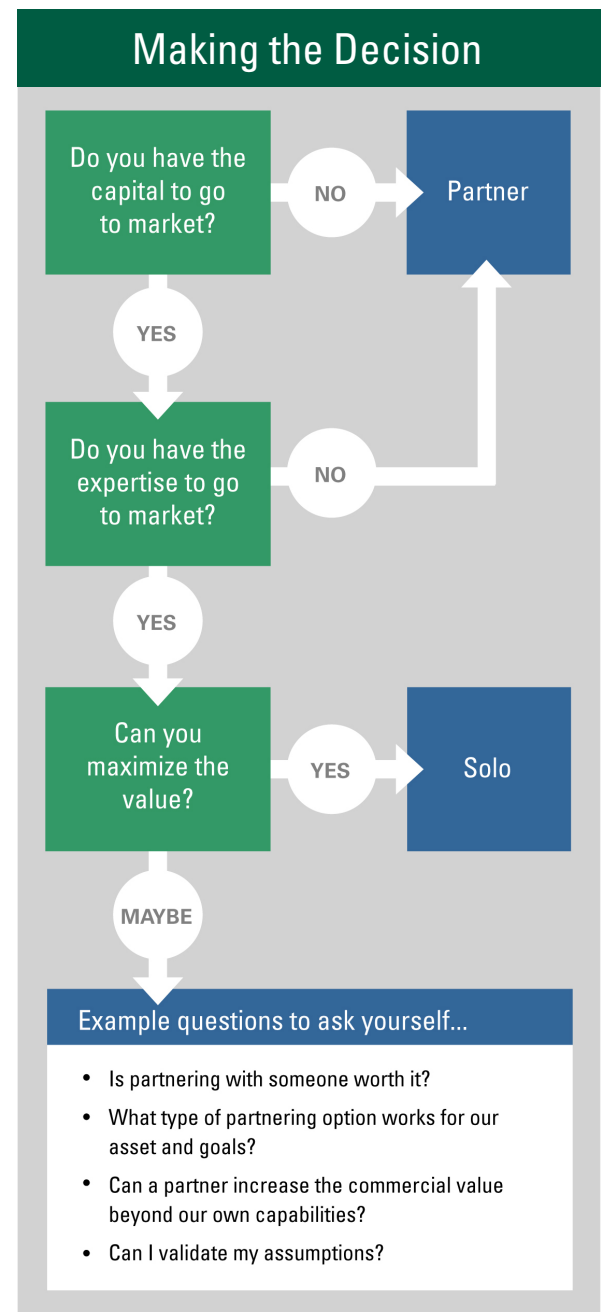 Making the Decision
Do you have the
capital to go
to market?
NO
Partner
YES
Do you have the
expertise to go
to market?
NO
YES
Can you
maximize the
value?
YES
Solo
MAYBE
Example questions to ask yourself...
• Is partnering with someone worth it?
• What type of partnering option works for our
asset and goals?
• Can a partner increase the commercial value
beyond our own capabilities?
• Can I validate my assumptions?